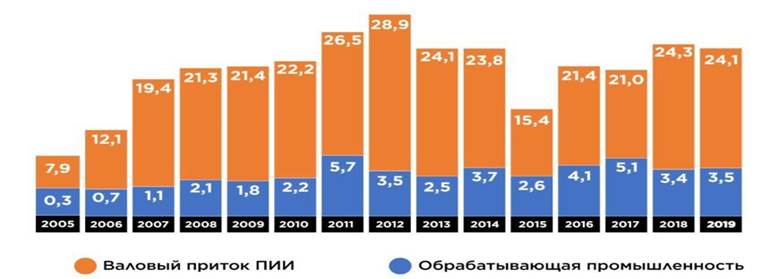 28,9
26,5
24,1 23,8 24,3 24,1
21,3 21,4 22,2 21,4 21,0
19,4
15,4
12,1
7,9
5,7 5,1
0,3 0,7 1,1 2,1 1,8 2,2 3,5 2,5 3,7 2,6 4,1 3,4 3,5
2005 2006 2007 2008 2009 2010 2011 2012 2013 2014 2015 2016 2017 2018 2019
Валовый приток ПИИ Обрабатывающая промышленность